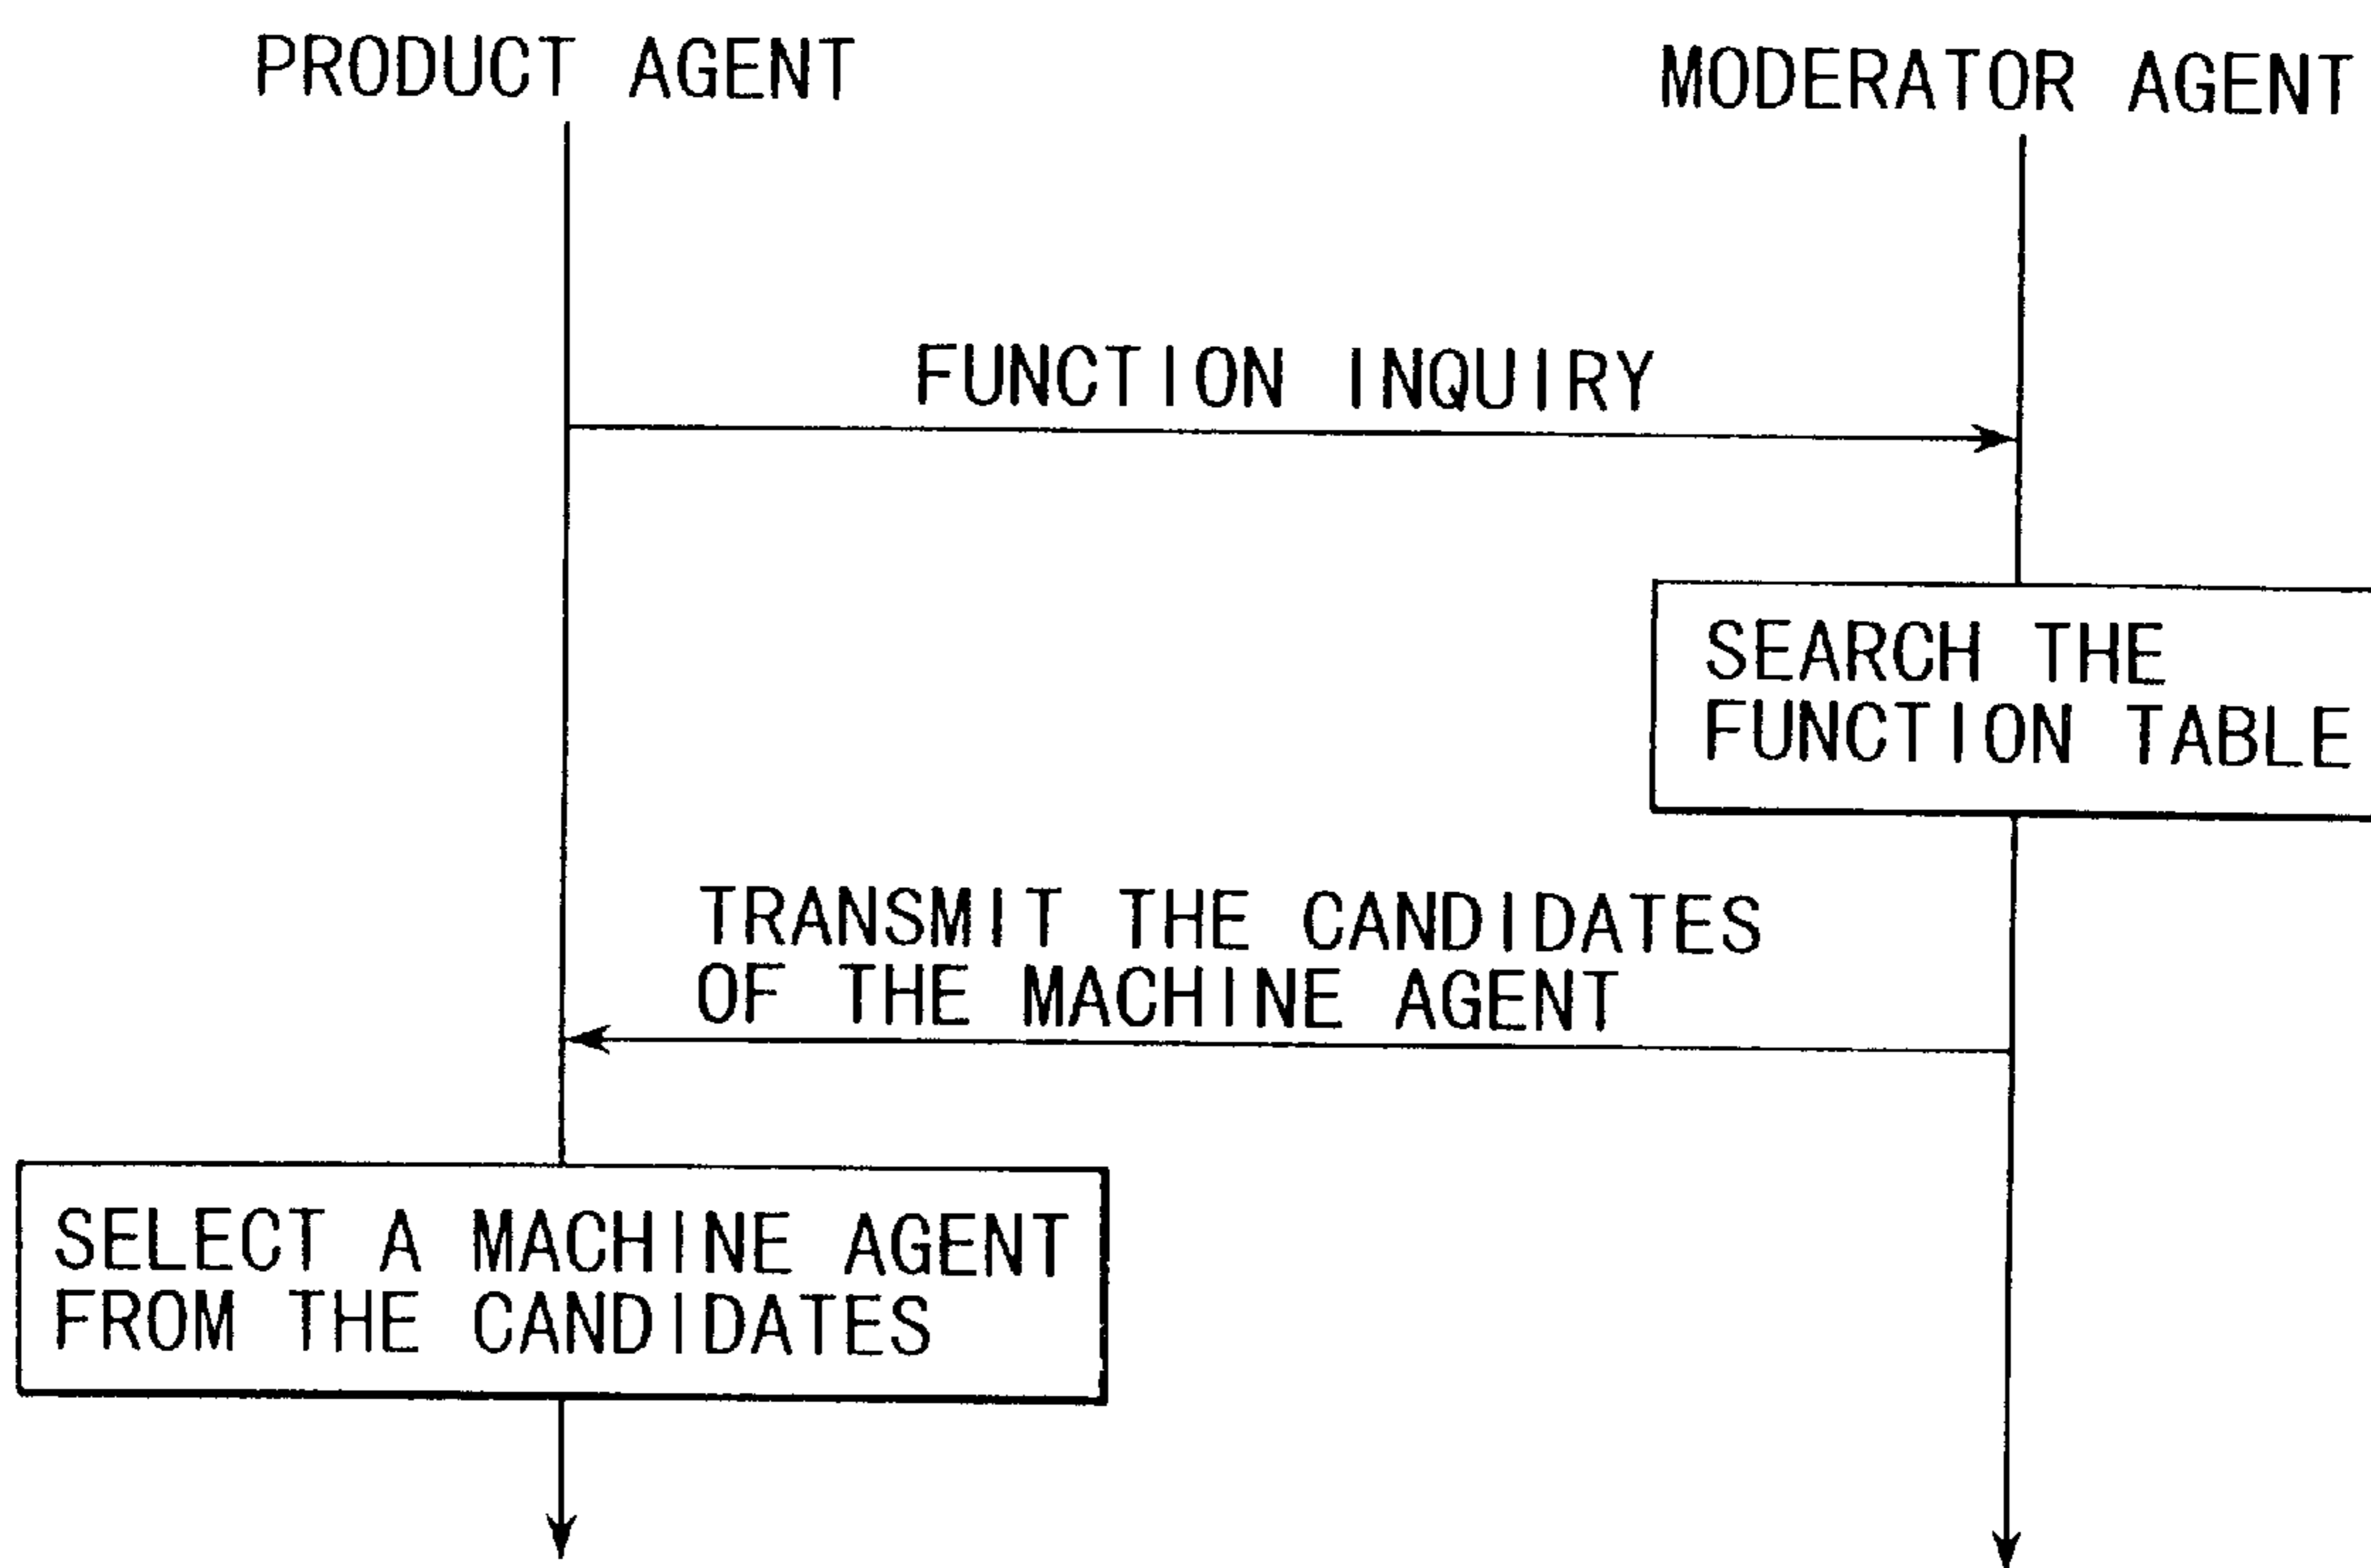 PRODUCT AGENT
MODERATOR AGENT
FUNCTION INQUIRY
SEARCH THE
FUNCTION TABLE
TRANSMIT THE CANDIDATES
OF THE MACHINE AGENT
SELECT A MACHINE AGENT
FROM THE CANDIDATES